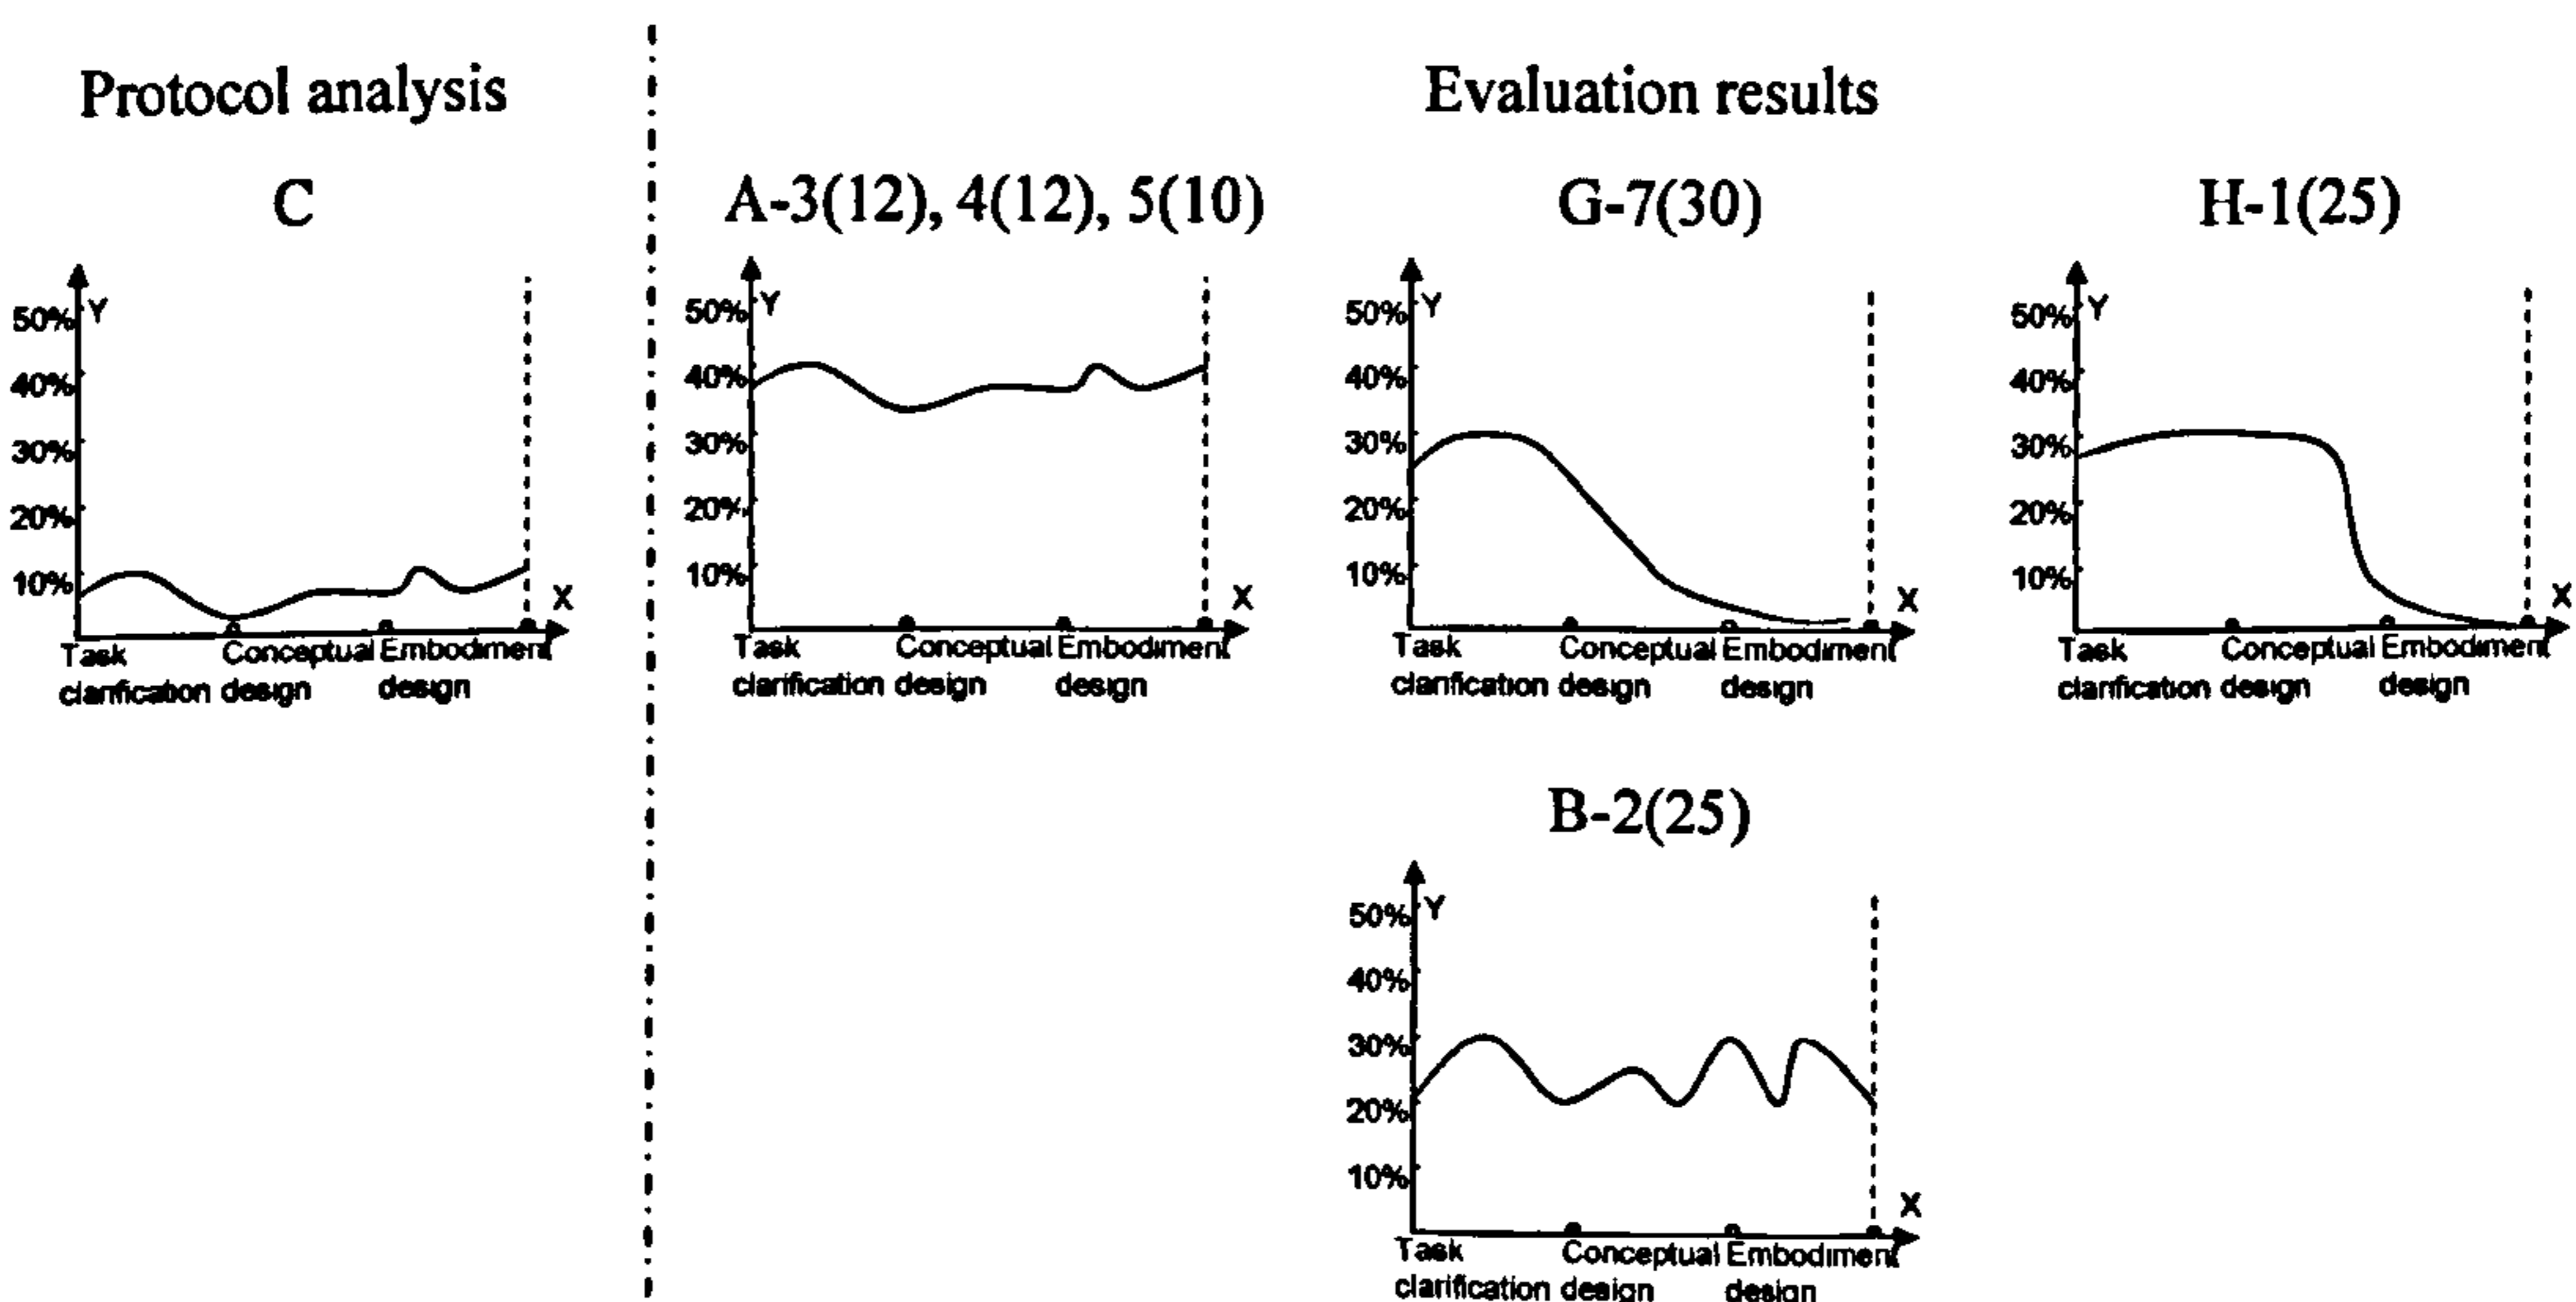 Protocol analysis
Evaluation results
C
50%
Y
40%
30%
20%
10%
X
Task clarification
Conceptual design
Embodiment design
A-3(12), 4(12), 5(10)
50%
Y
40%
30%
20%
10%
X
Task clarification
Conceptual design
Embodiment design
G-7(30)
50%
Y
40%
30%
20%
10%
X
Task clarification
Conceptual design
Embodiment design
H-1(25)
50%
Y
40%
30%
20%
10%
X
Task clarification
Conceptual design
Embodiment design
B-2(25)
50%
Y
40%
30%
20%
10%
X
Task clarification
Conceptual design
Embodiment design